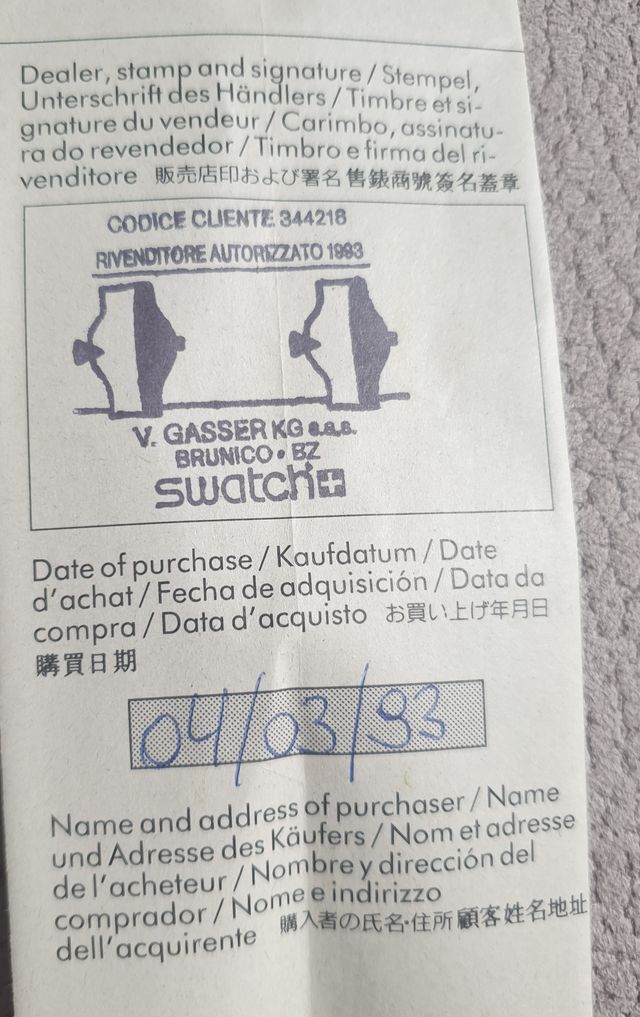 Dealer, stamp and signature / Stempel,
Unterschrift des Händlers / Timbre et si-
gnature du vendeur / Carimbo, assinatu-
ra do revendedor / Timbro e firma del ri-
venditore 販売店印および署名 售錶商號簽名蓋章
CODICE CLIENTE 344218
RIVENDITORE AUTORIZZATO 1993
V. GASSER KG s.a.s.
BRUNICO • BZ
swatch
Date of purchase / Kaufdatum / Date
d'achat / Fecha de adquisición / Data da
compra / Data d'acquisto お買い上げ年月日
購買日期
04/03/93
Name and address of purchaser / Name
und Adresse des Käufers / Nom et adresse
de l'acheteur / Nombre y dirección del
comprador / Nome e indirizzo
dell'acquirente 購入者の氏名・住所 顧客姓名地址